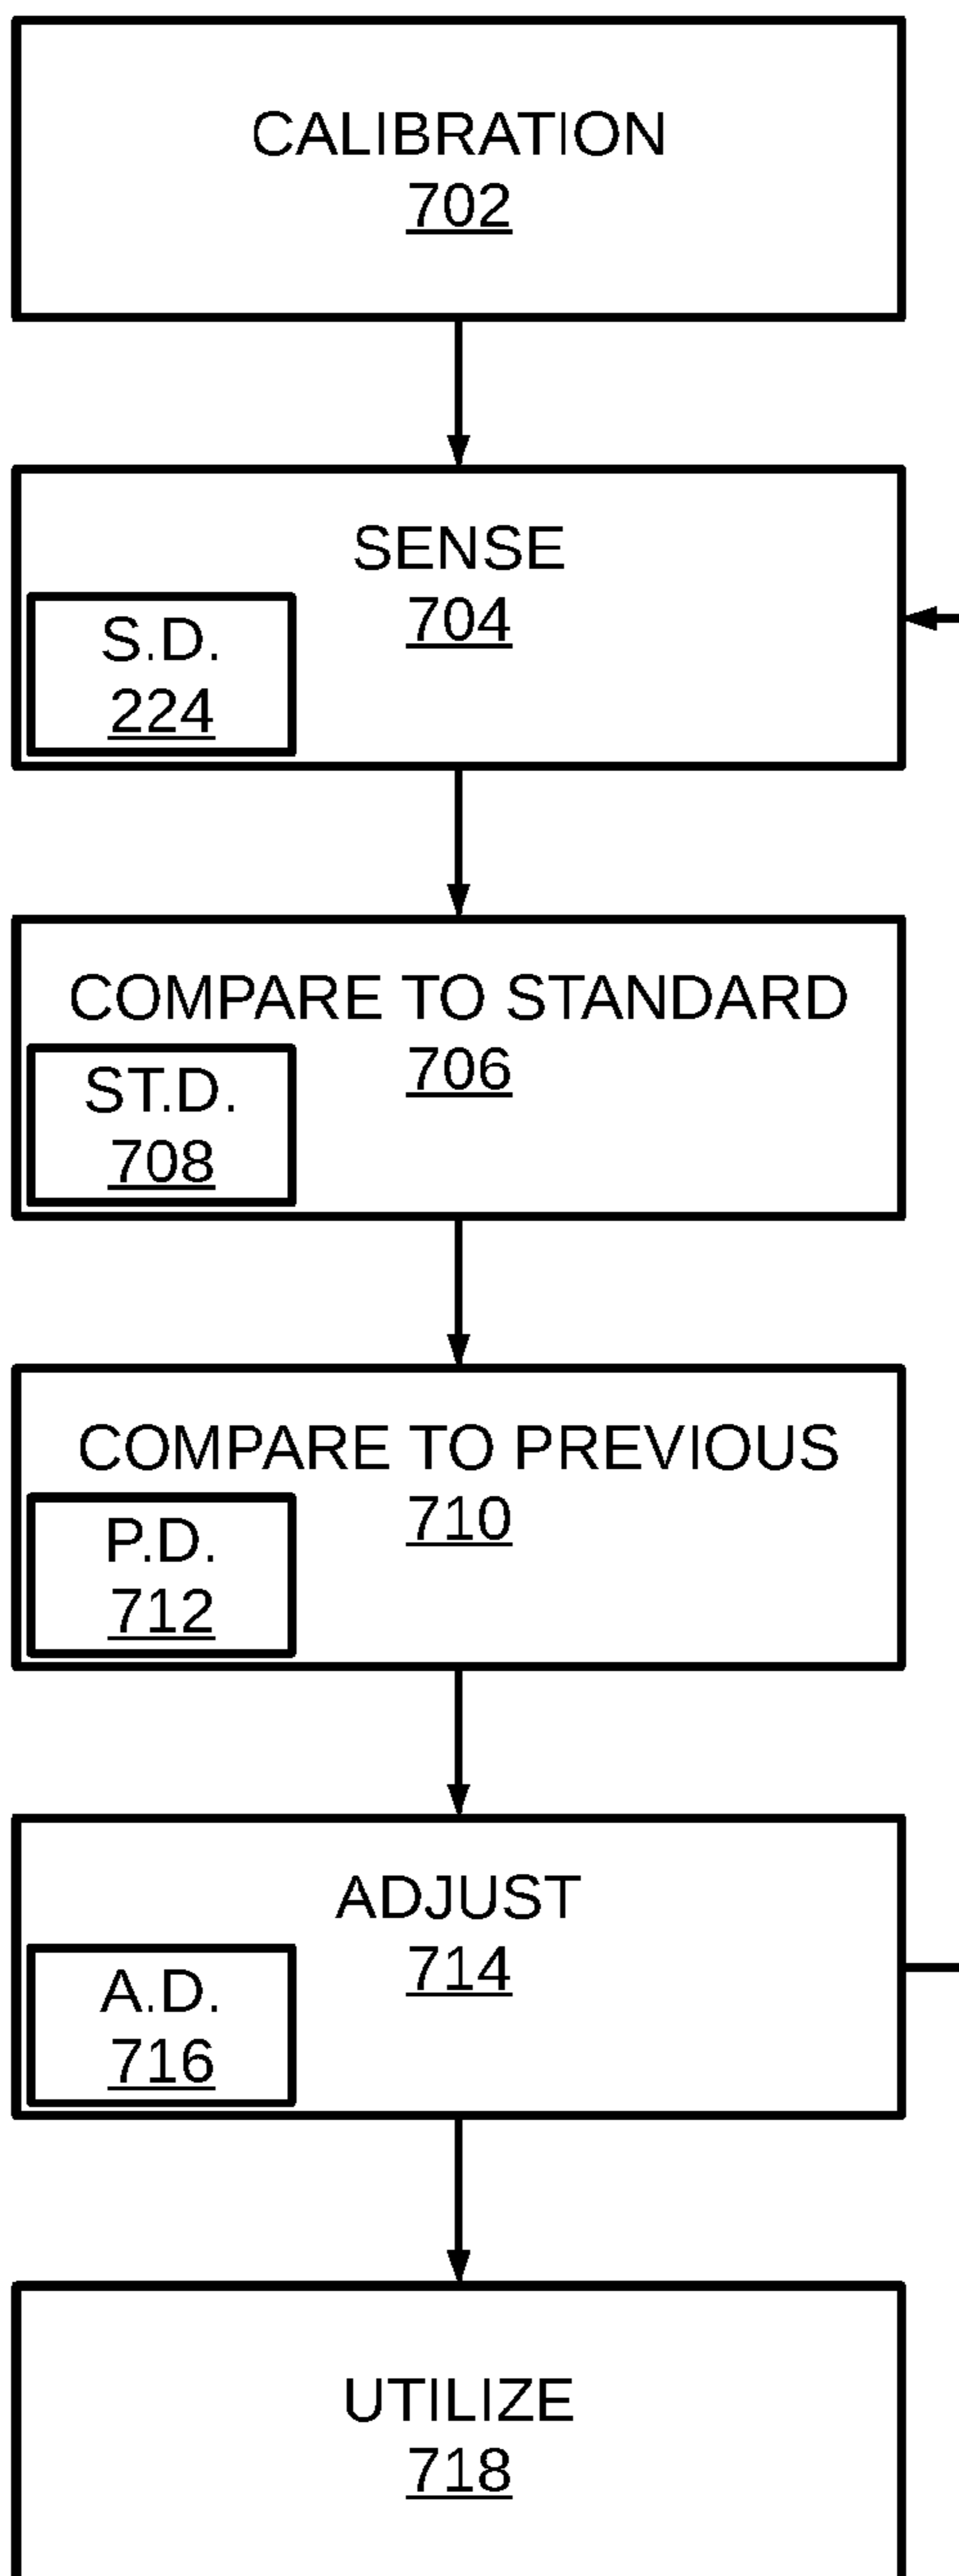 CALIBRATION
702
SENSE
704
S.D.
224
COMPARE TO STANDARD
706
ST.D.
708
COMPARE TO PREVIOUS
710
P.D.
712
ADJUST
714
A.D.
716
UTILIZE
718